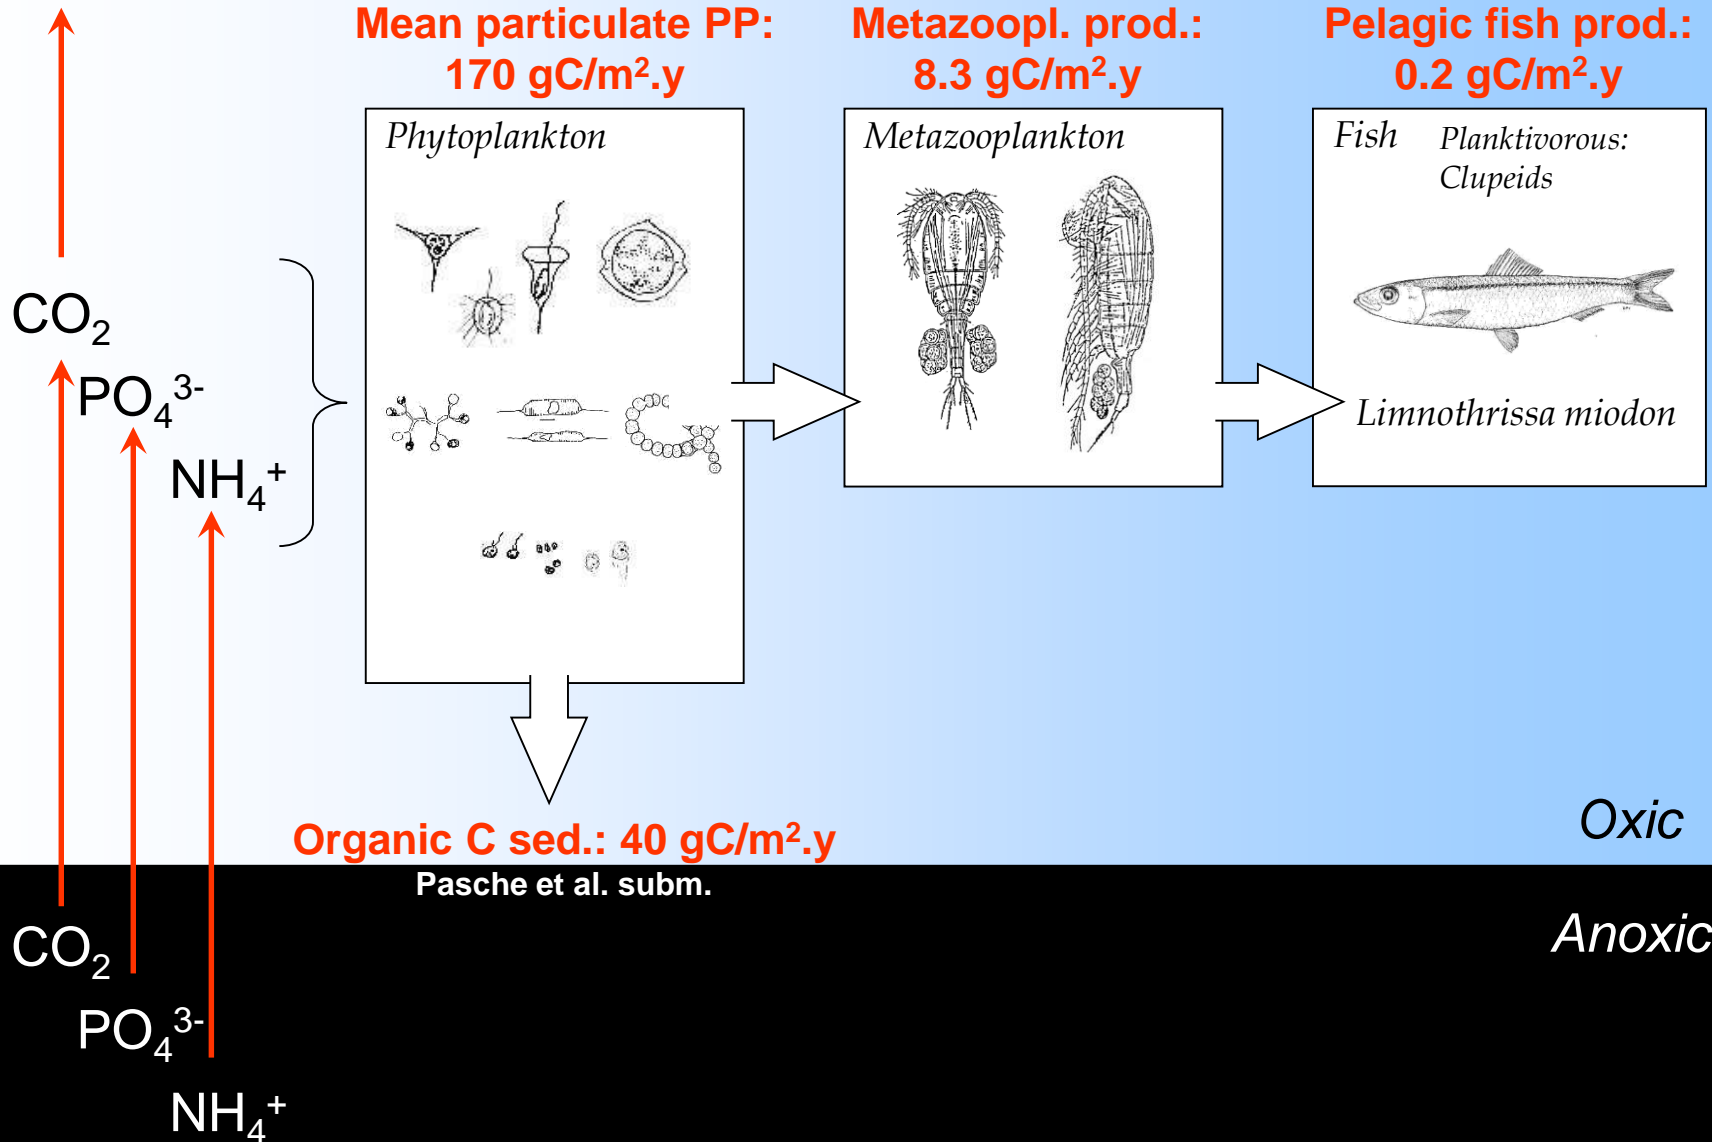 Mean particulate PP:
170 gC/m².y
Metazoopl. prod.:
8.3 gC/m².y
Pelagic fish prod.:
0.2 gC/m².y
Phytoplankton
Metazooplankton
Fish
Planktivorous:
Clupeids
Limnothrissa miodon
CO₂
PO₄³⁻
NH₄⁺
Organic C sed.: 40 gC/m².y
Pasche et al. subm.
Oxic
Anoxic
CO₂
PO₄³⁻
NH₄⁺